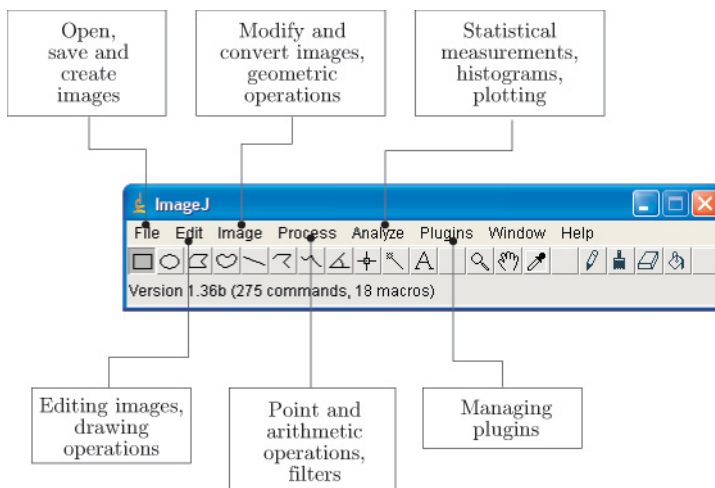 Open,
save and
create
images
Modify and
convert images,
geometric
operations
Statistical
measurements,
histograms,
plotting
ImageJ
File Edit Image Process Analyze Plugins Window Help
A
Version 1.36b (275 commands, 18 macros)
Editing images,
drawing
operations
Point and
arithmetic
operations,
filters
Managing
plugins